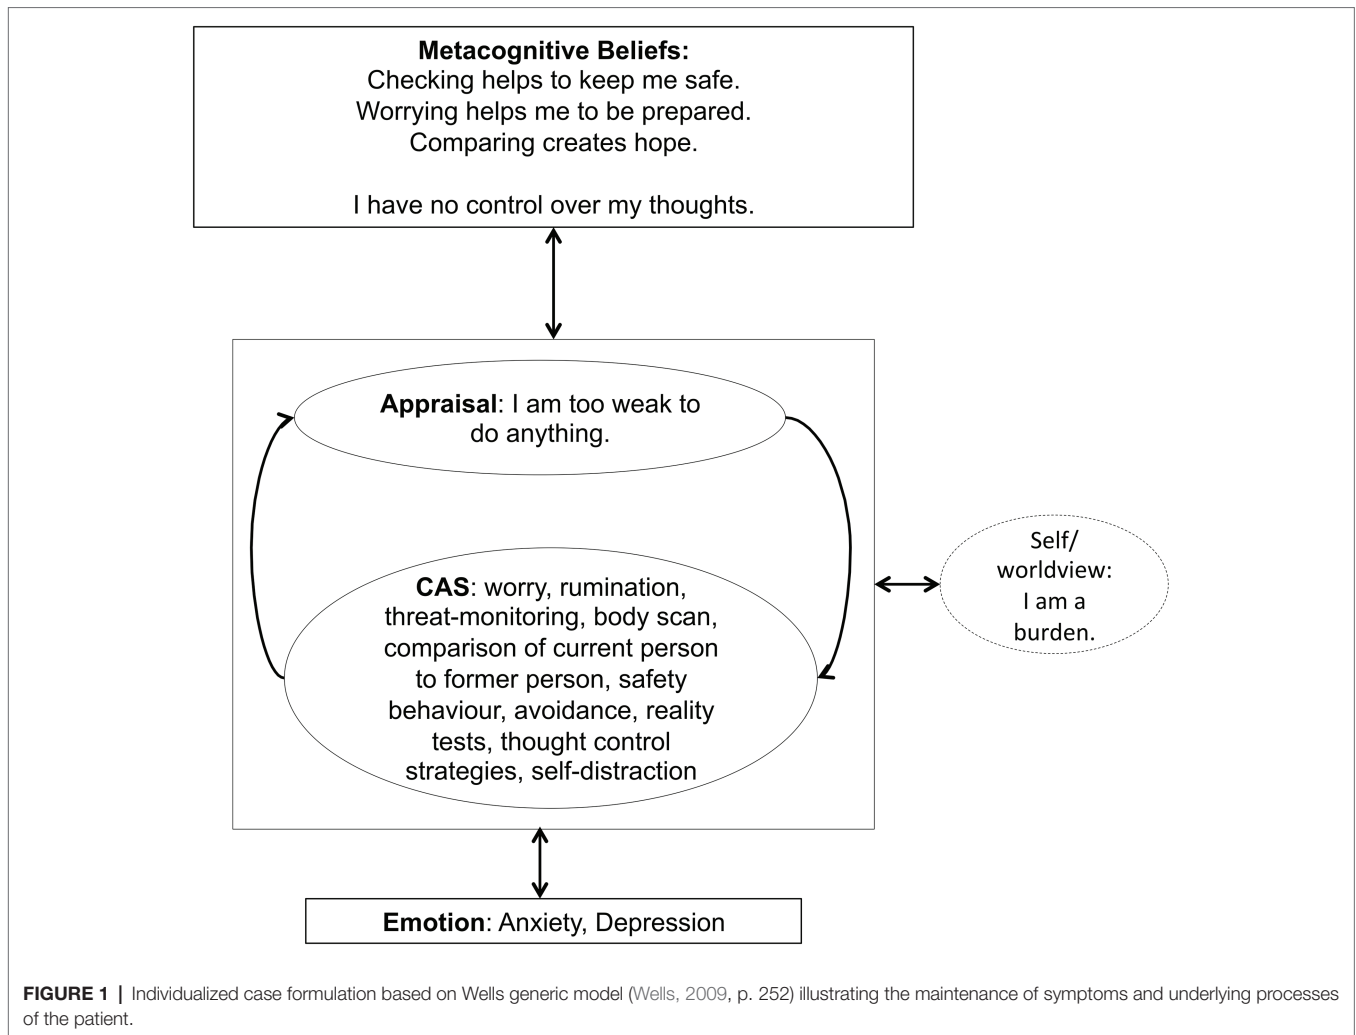 Metacognitive Beliefs:
Checking helps to keep me safe.
Worrying helps me to be prepared.
Comparing creates hope.
I have no control over my thoughts.
Appraisal: I am too weak to
do anything.
CAS: worry, rumination,
threat-monitoring, body scan,
comparison of current person
to former person, safety
behaviour, avoidance, reality
tests, thought control
strategies, self-distraction
Self/
worldview:
I am a
burden.
Emotion: Anxiety, Depression
FIGURE 1 | Individualized case formulation based on Wells generic model (Wells, 2009, p. 252) illustrating the maintenance of symptoms and underlying processes
of the patient.